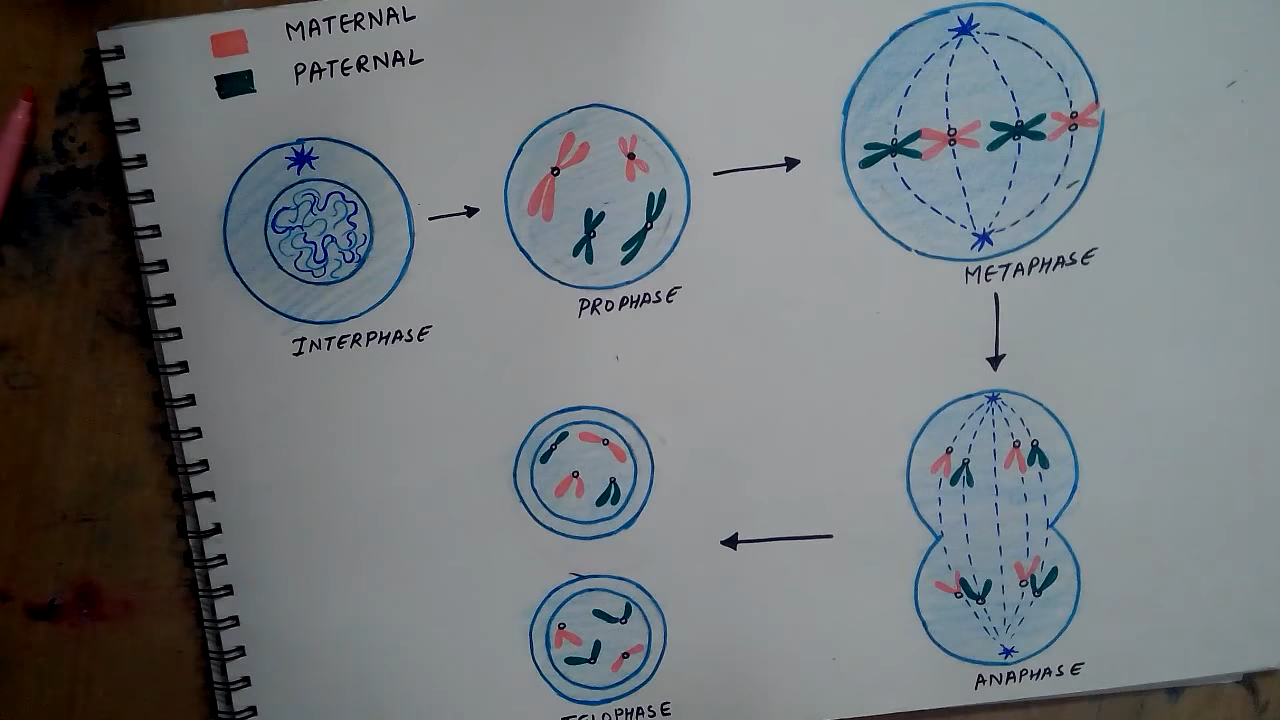 MATERNAL
PATERNAL
INTERPHASE
PROPHASE
METAPHASE
ANAPHASE
TELOPHASE